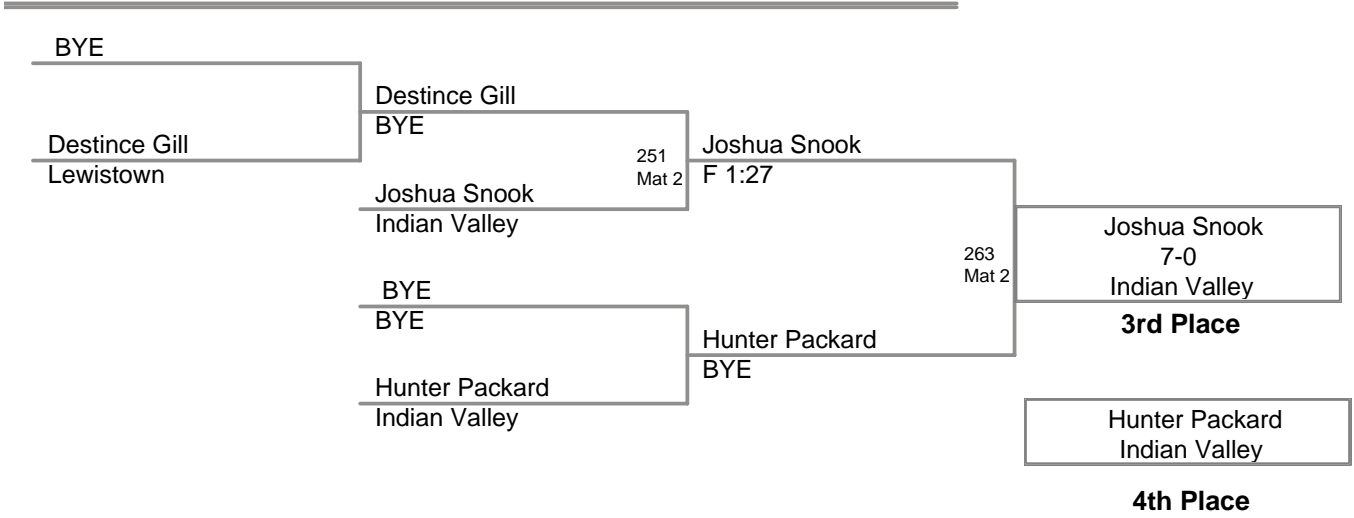 BYE
Destince Gill
Lewistown
Destince Gill
BYE
Joshua Snook
Indian Valley
BYE
BYE
Hunter Packard
Indian Valley
251
Mat 2
Joshua Snook
F 1:27
Hunter Packard
BYE
263
Mat 2
Joshua Snook
7-0
Indian Valley
3rd Place
Hunter Packard
Indian Valley
4th Place